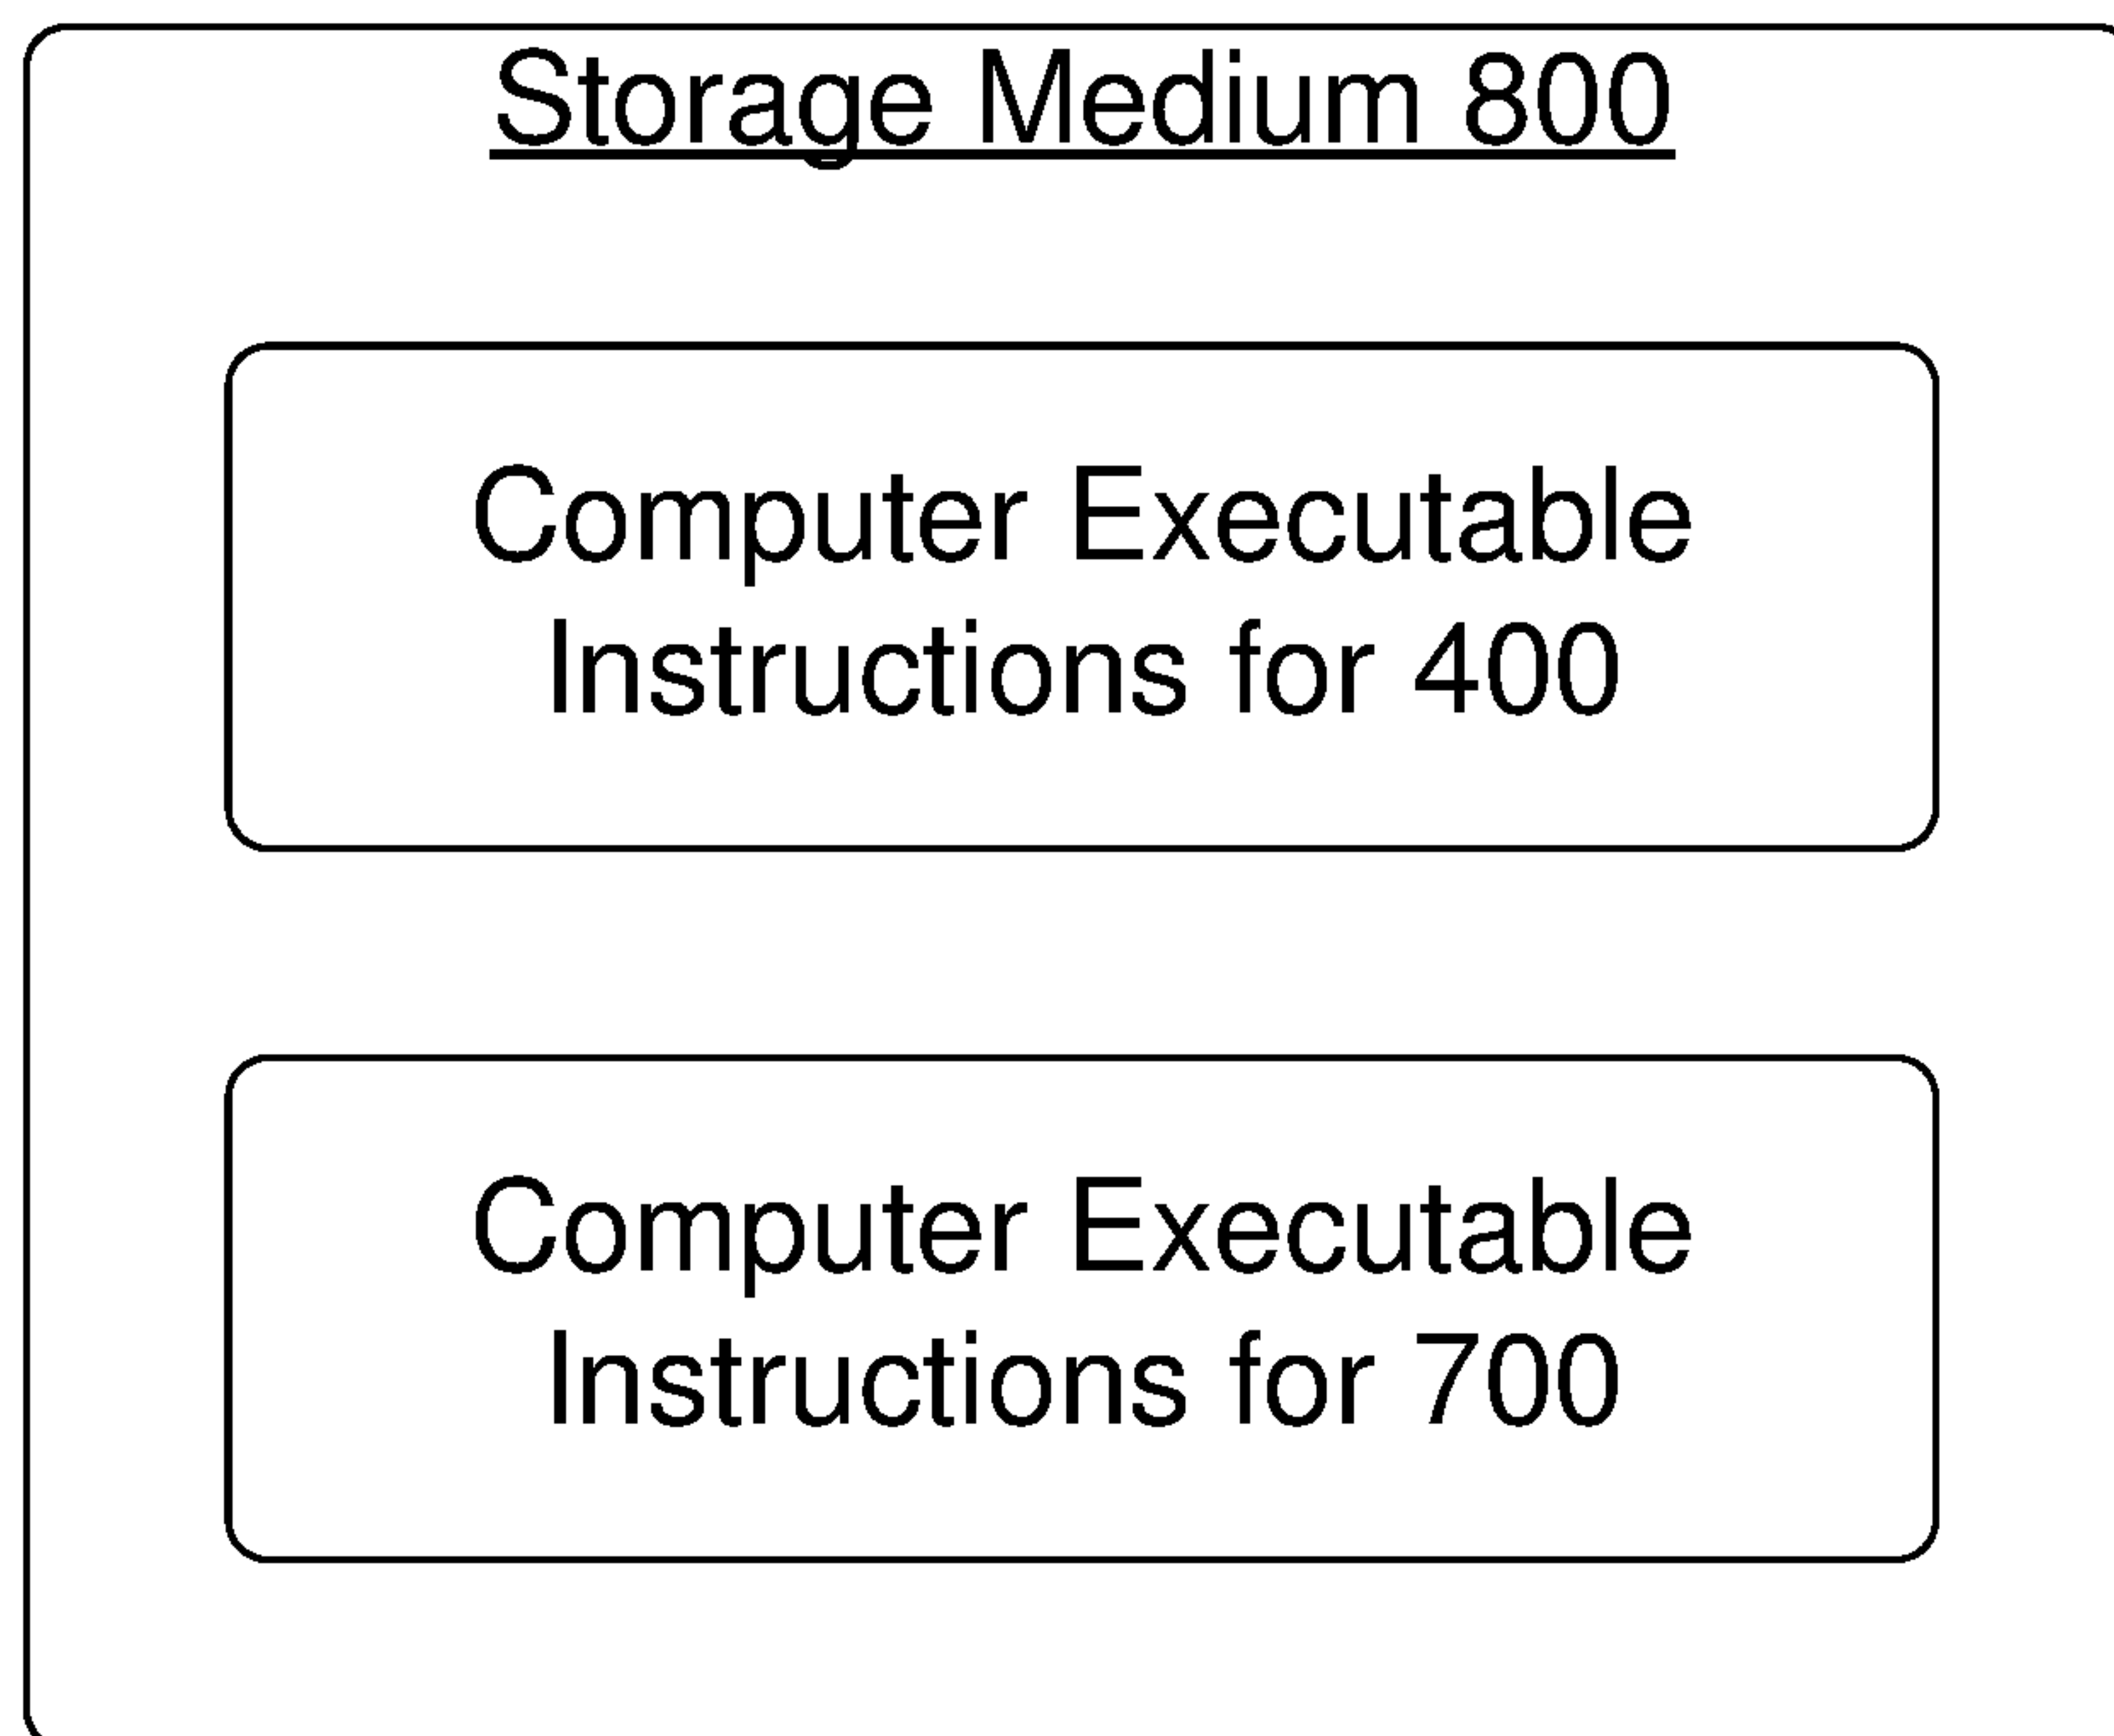 Storage Medium 800
Computer Executable
Instructions for 400
Computer Executable
Instructions for 700